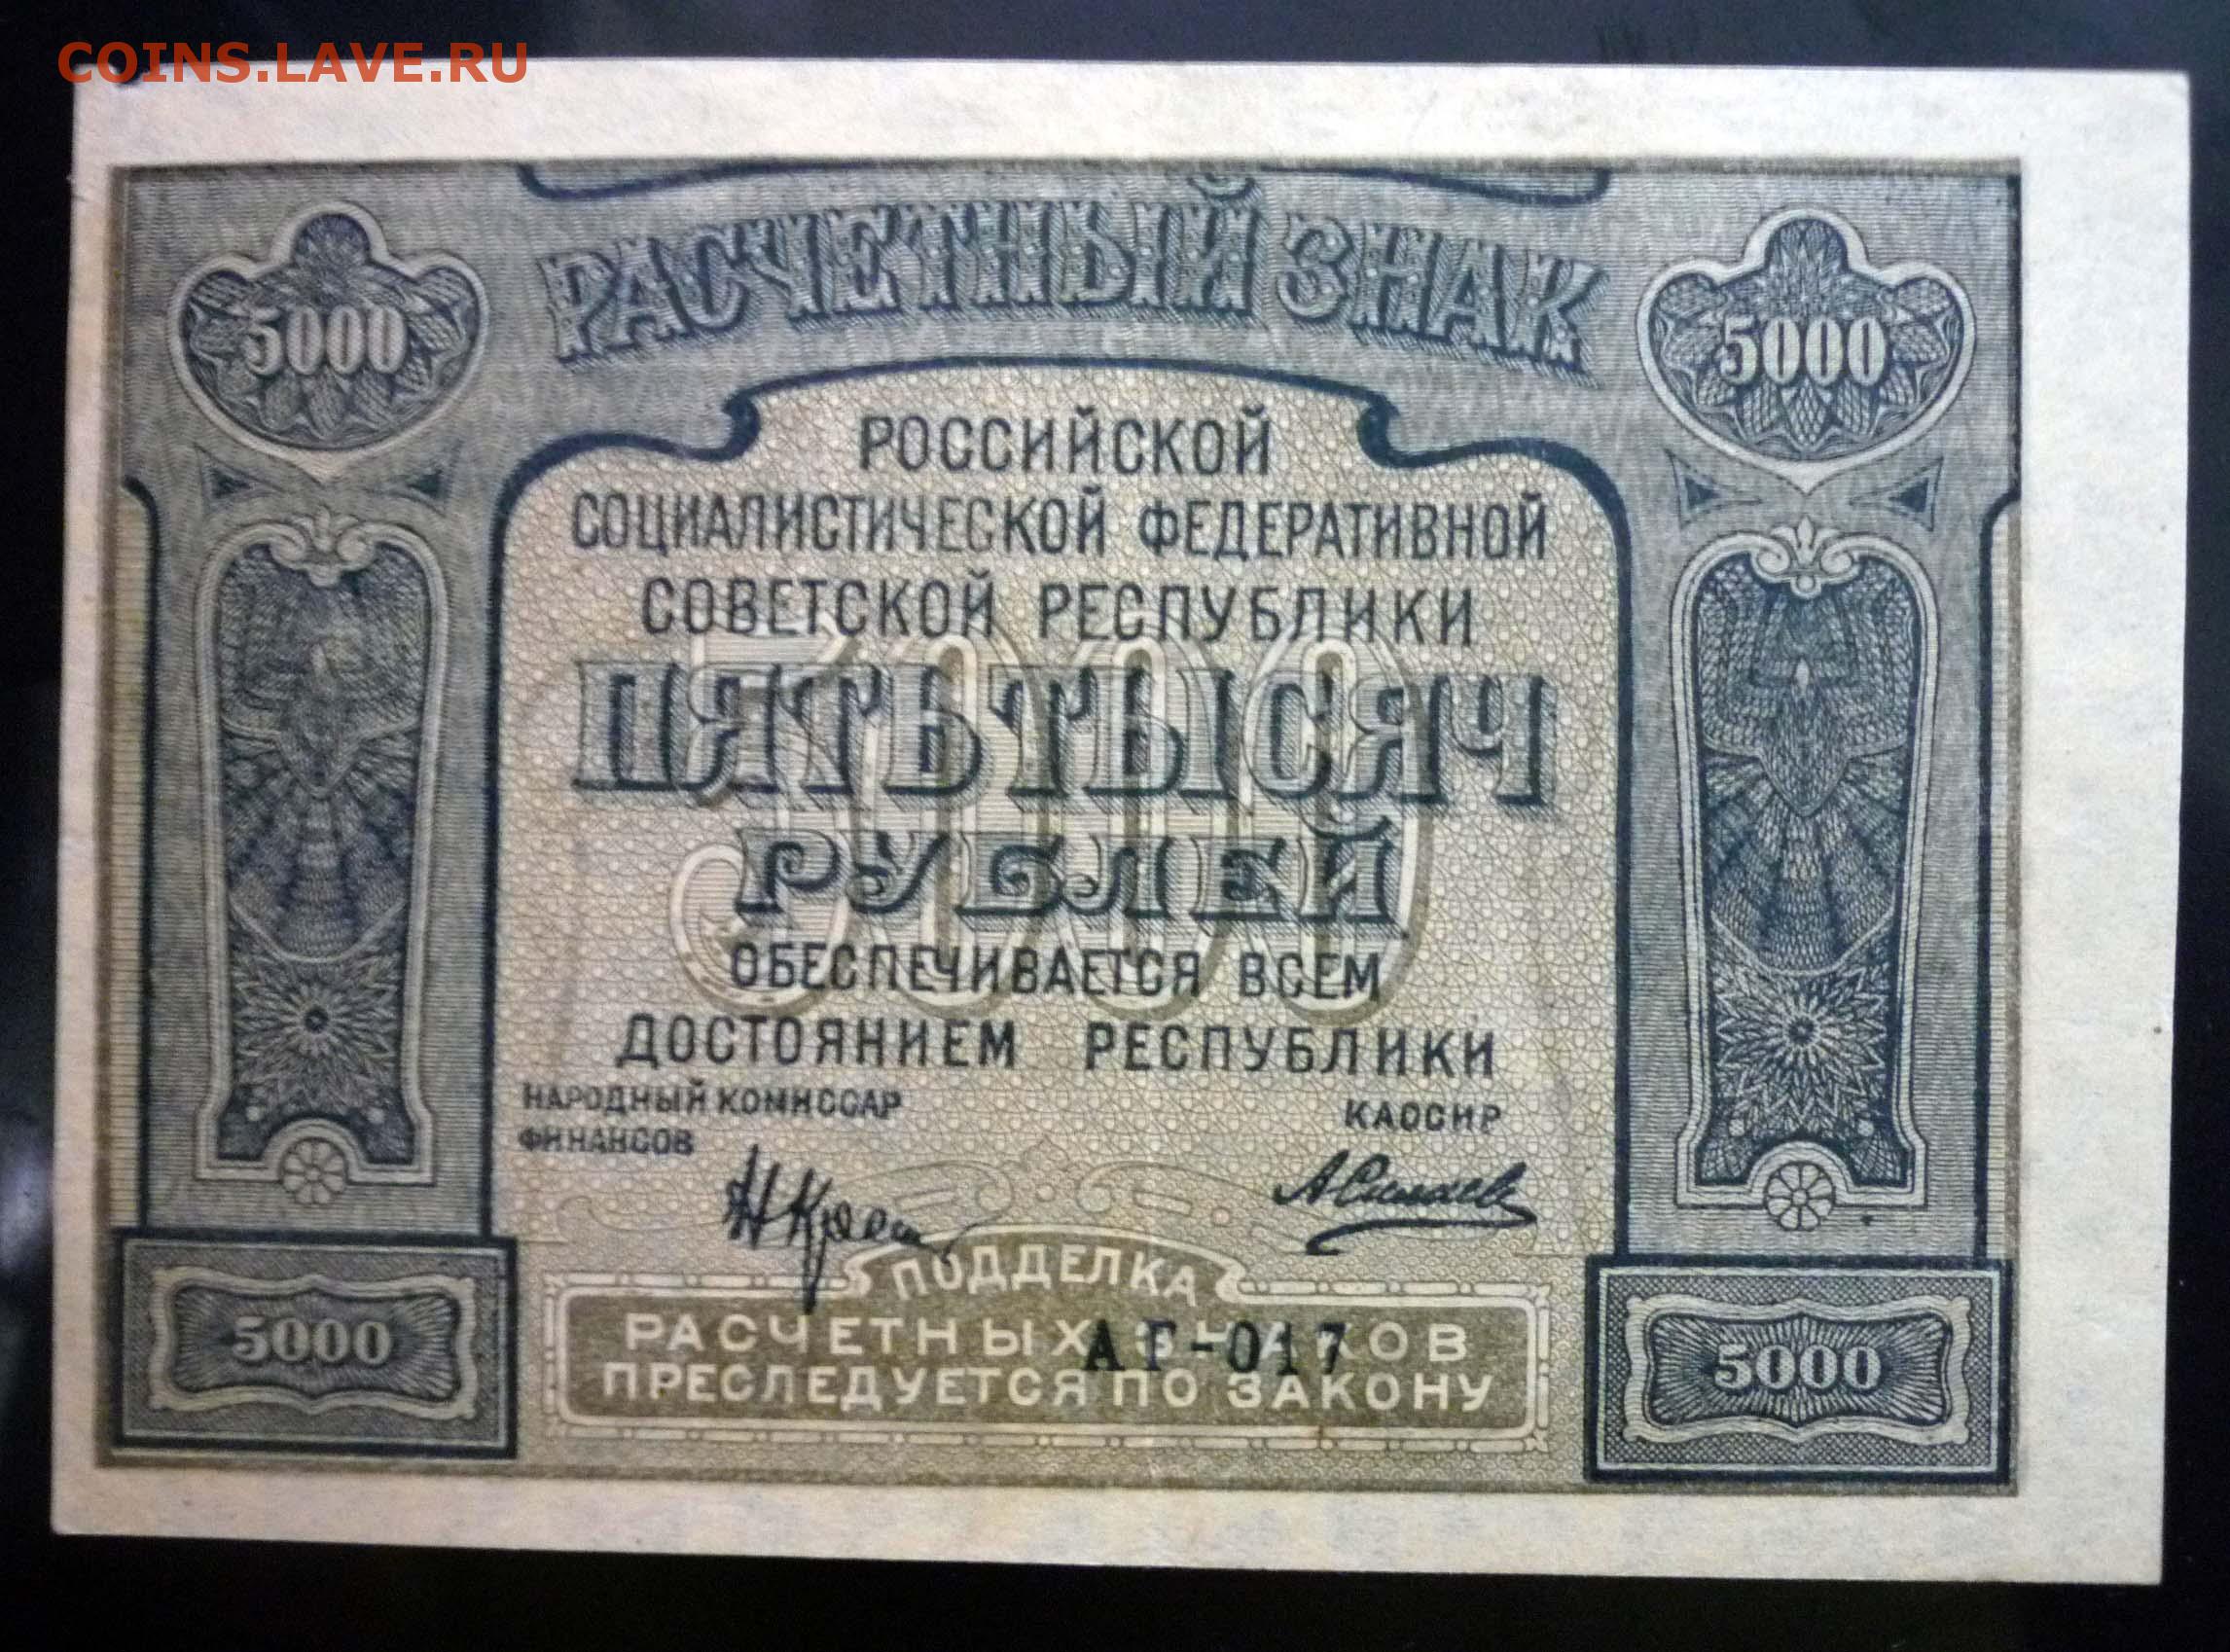 COINS.LAVE.RU
РАСЧЕТНЫЙ ЗНАК
5000 5000
РОССИЙСКОЙ
СОЦИАЛИСТИЧЕСКОЙ ФЕДЕРАТИВНОЙ
СОВЕТСКОЙ РЕСПУБЛИКИ
5000
ПЯТЬ ТЫСЯЧ
РУБЛЕЙ
ОБЕСПЕЧИВАЕТСЯ ВСЕМ
ДОСТОЯНИЕМ РЕСПУБЛИКИ
НАРОДНЫЙ КОМИССАР
ФИНАНСОВ
КАССИР
ПОДДЕЛКА
РАСЧЕТНЫХ ЗНАКОВ
АГ-017
ПРЕСЛЕДУЕТСЯ ПО ЗАКОНУ
5000 5000